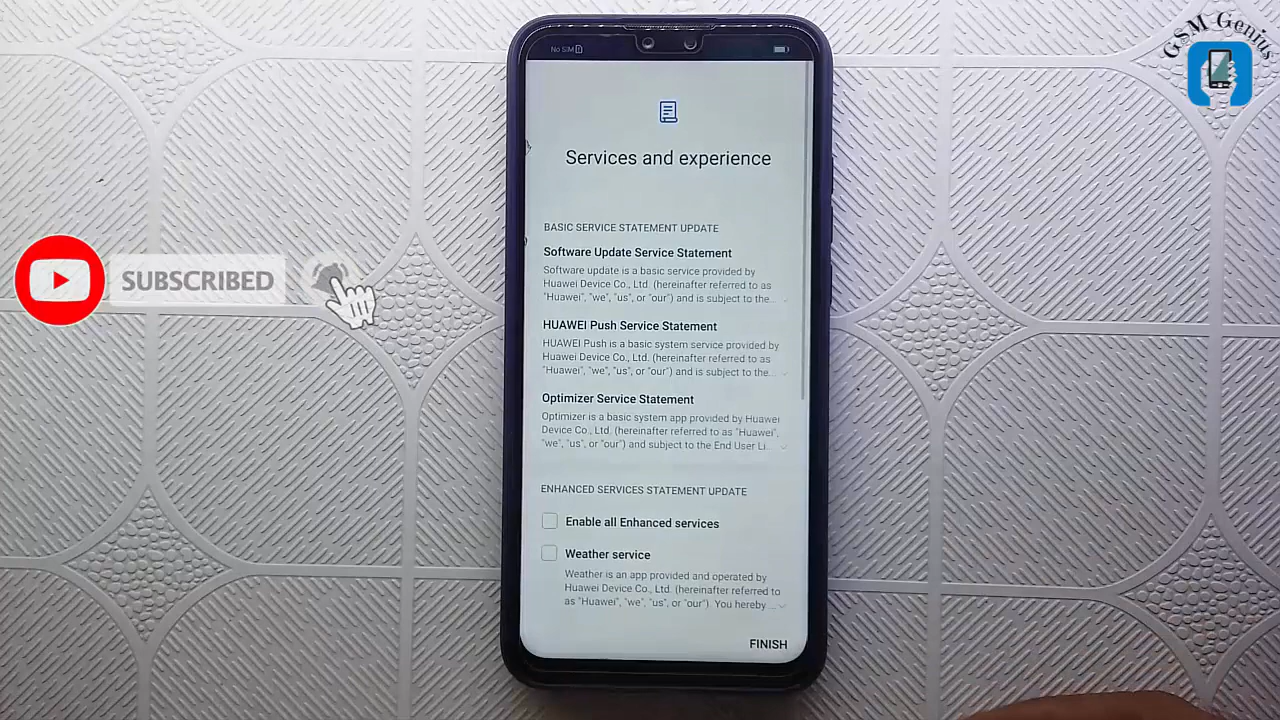 GSM Genius
No SIM
Services and experience
BASIC SERVICE STATEMENT UPDATE
Software Update Service Statement
Software update is a basic service provided by
Huawei Device Co., Ltd. (hereinafter referred to as
"Huawei", "we", "us", or "our") and is subject to the...
HUAWEI Push Service Statement
HUAWEI Push is a basic system service provided by
Huawei Device Co., Ltd. (hereinafter referred to as
"Huawei", "we", "us", or "our") and is subject to the...
Optimizer Service Statement
Optimizer is a basic system app provided by Huawei
Device Co., Ltd. (hereinafter referred to as "Huawei",
"we", "us", or "our") and subject to the End User Li...
ENHANCED SERVICES STATEMENT UPDATE
Enable all Enhanced services
Weather service
Weather is an app provided and operated by
Huawei Device Co., Ltd. (hereinafter referred to
as "Huawei", "we", "us", or "our"). You hereby ...
FINISH
SUBSCRIBED